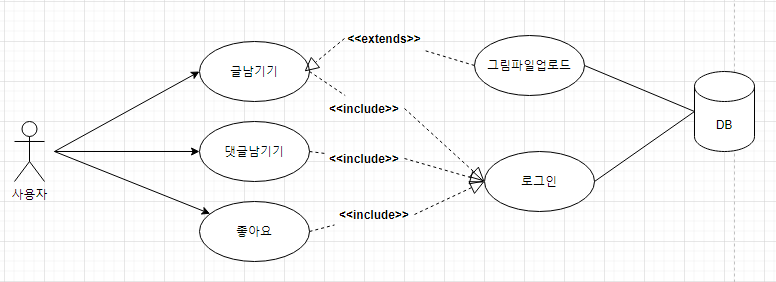 <<extends>>
글남기기
그림파일업로드
<<include>>
DB
댓글남기기
<<include>>
로그인
사용자
<<include>>
좋아요